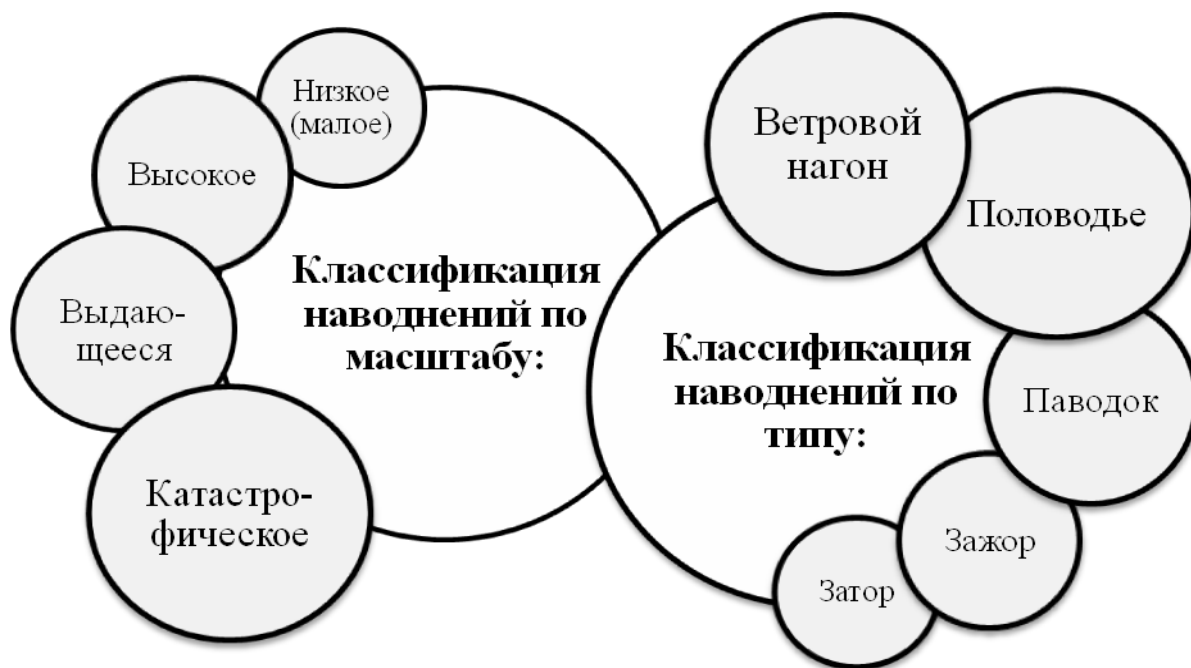 Классификация
наводнений по
масштабу:
Низкое
(малое)
Высокое
Выдаю-
щееся
Катастро-
фическое
Классификация
наводнений по
типу:
Ветровой
нагон
Половодье
Паводок
Зажор
Затор